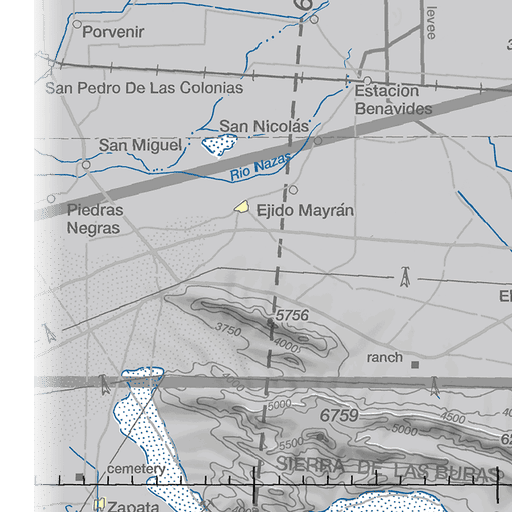 Porvenir
levee
San Pedro De Las Colonias
Estacion
Benavides
San Nicolás
San Miguel
Rio Nazas
Piedras
Negras
Ejido Mayrán
5756
3750
4000
ranch
5000
6759
4500
5000
5500
SIERRA DE LAS BURAS
cemetery
4000
Zapata